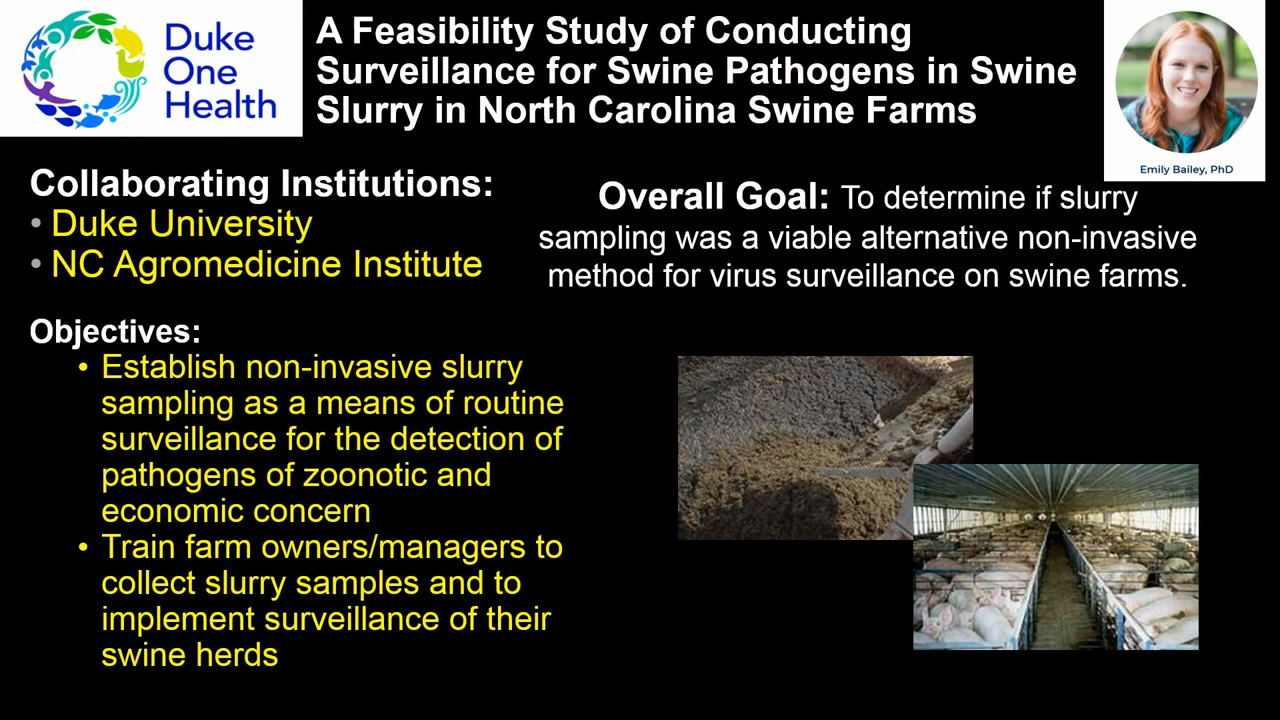 Duke
One
Health
A Feasibility Study of Conducting
Surveillance for Swine Pathogens in Swine
Slurry in North Carolina Swine Farms
Emily Bailey, PhD
Collaborating Institutions:
• Duke University
• NC Agromedicine Institute
Overall Goal: To determine if slurry
sampling was a viable alternative non-invasive
method for virus surveillance on swine farms.
Objectives:
• Establish non-invasive slurry
sampling as a means of routine
surveillance for the detection of
pathogens of zoonotic and
economic concern
• Train farm owners/managers to
collect slurry samples and to
implement surveillance of their
swine herds